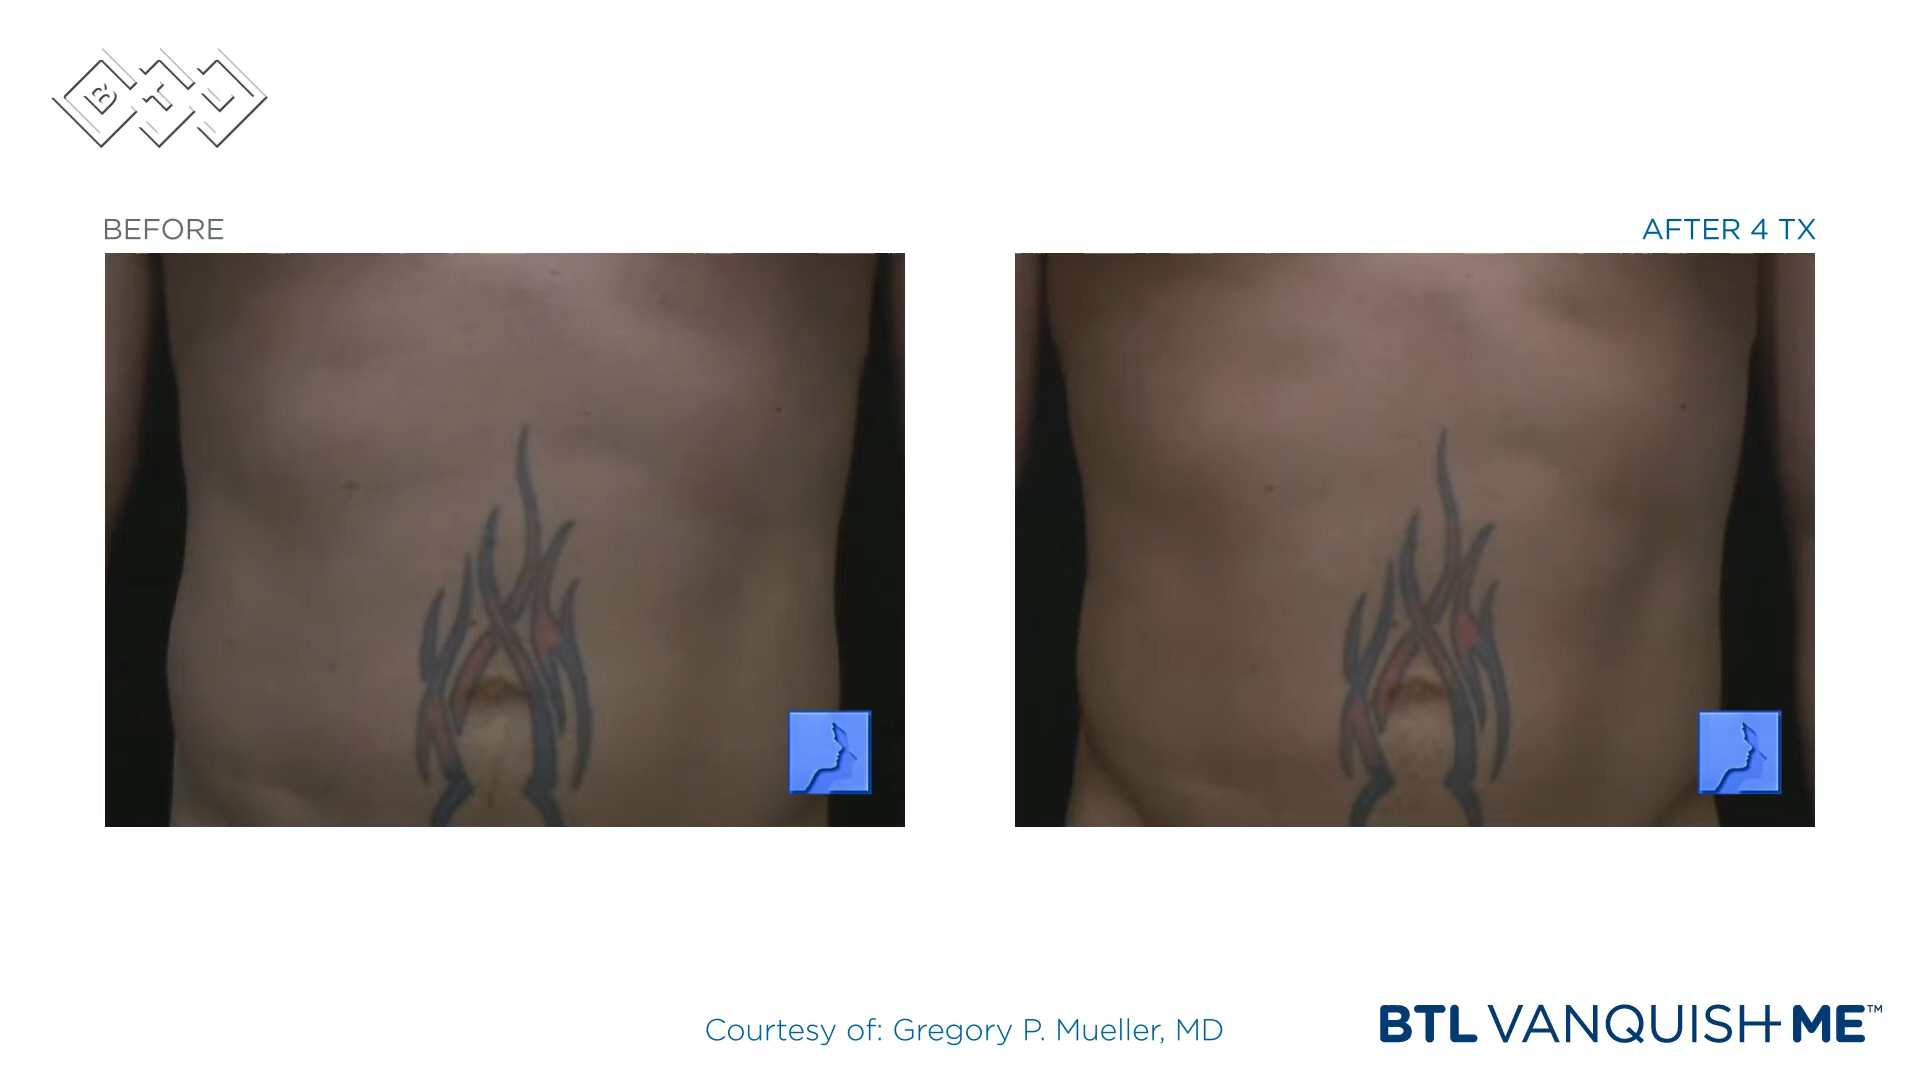 BTL
BEFORE
AFTER 4 TX
Courtesy of: Gregory P. Mueller, MD
BTL VANQUISH ME™